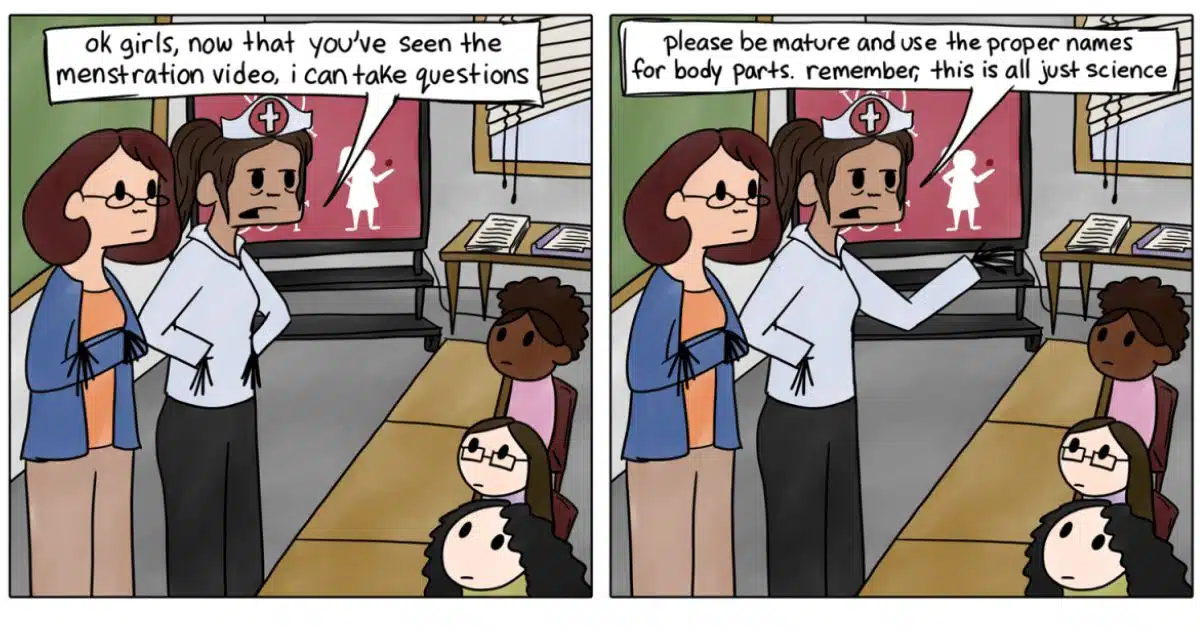 ok girls, now that you've seen the
menstration video, i can take questions
please be mature and use the proper names
for body parts. remember, this is all just science